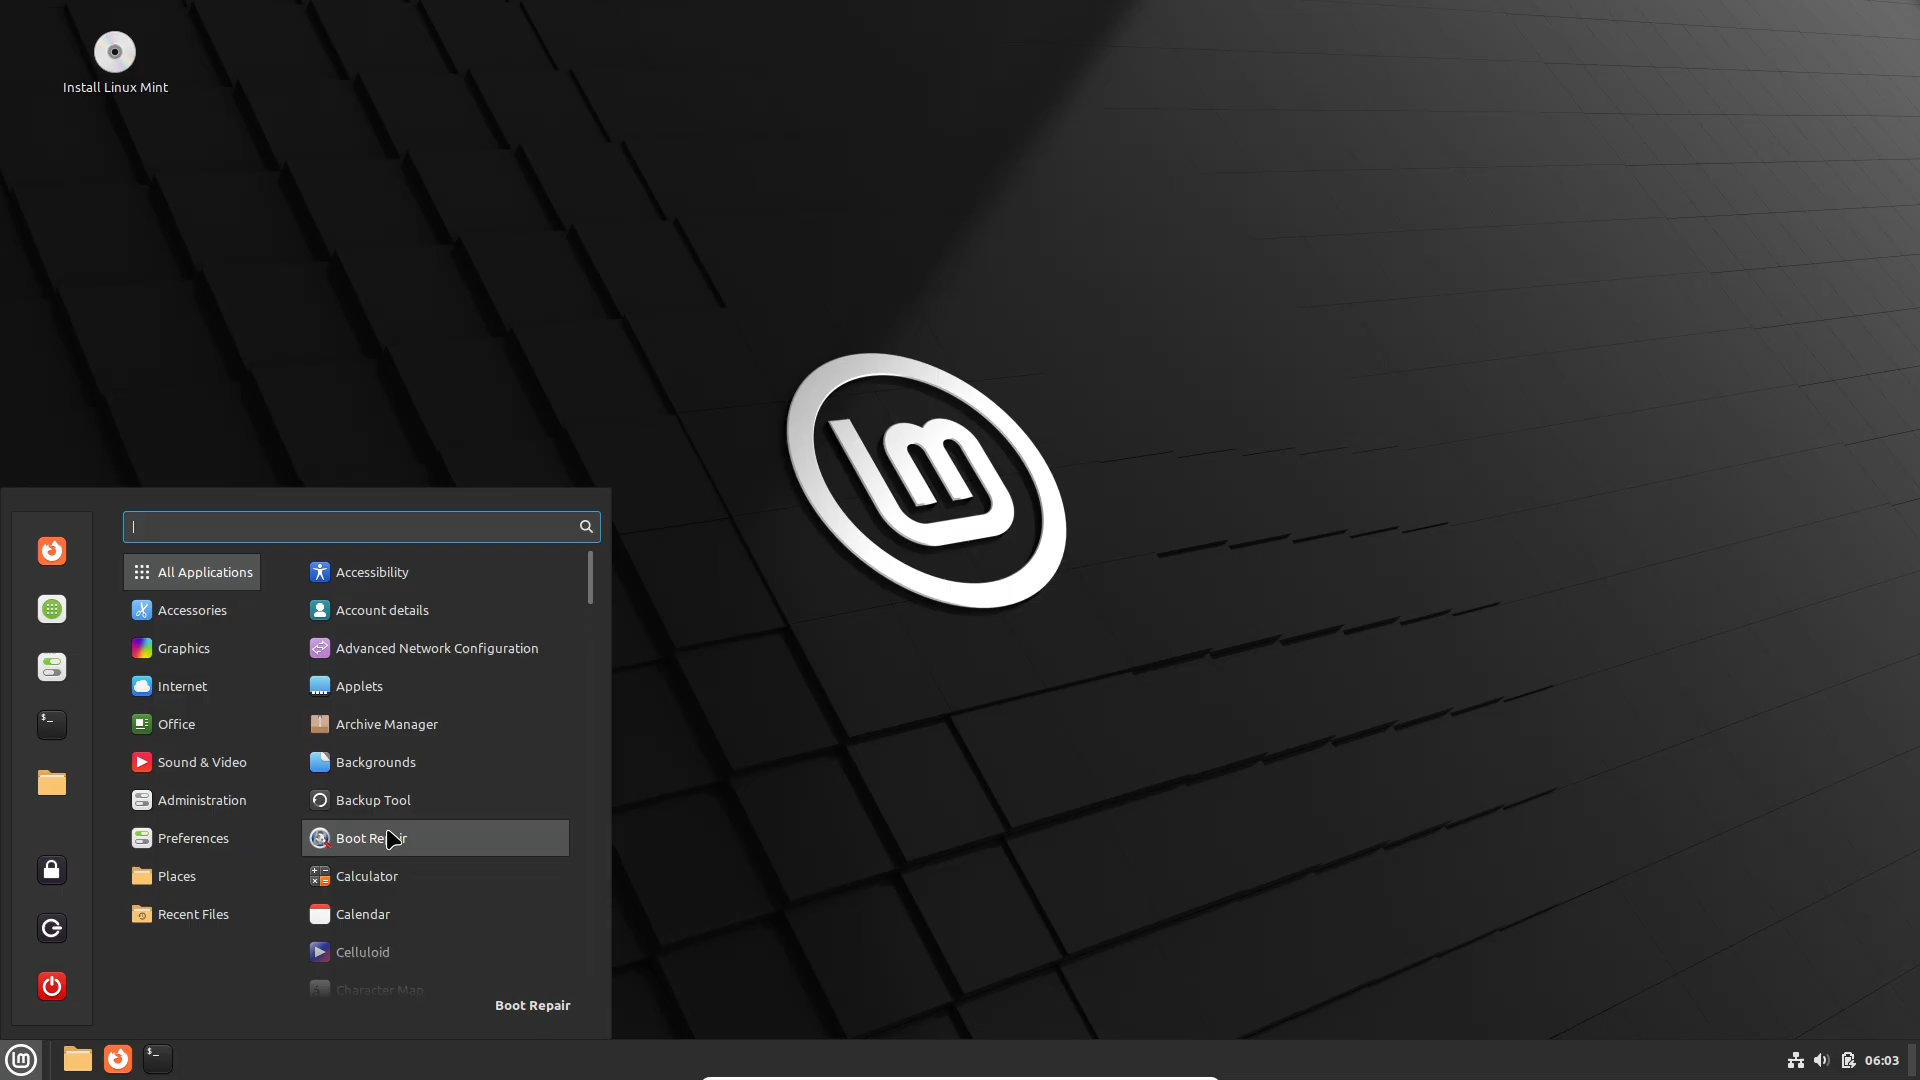 Install Linux Mint
All Applications
Accessories
Graphics
Internet
Office
Sound & Video
Administration
Preferences
Places
Recent Files
Accessibility
Account details
Advanced Network Configuration
Applets
Archive Manager
Backgrounds
Backup Tool
Boot Repair
Calculator
Calendar
Celluloid
Character Map
Boot Repair
06:03